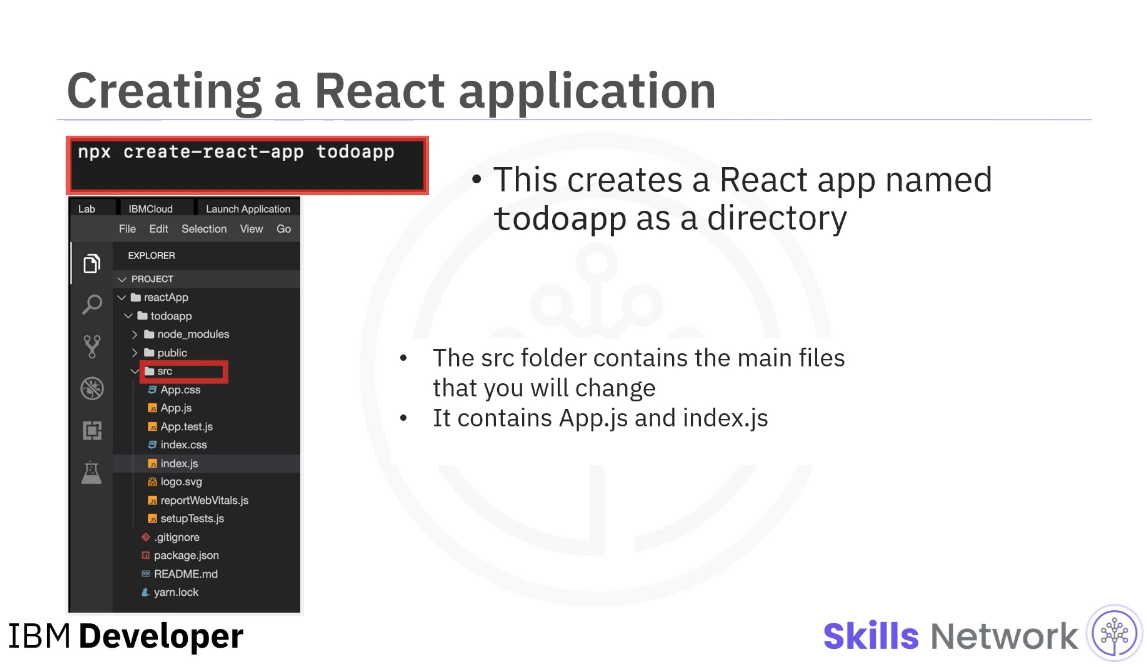 Creating a React application
npx create-react-app todoapp
• This creates a React app named
todoapp as a directory
Lab IBMCloud Launch Application
File Edit Selection View Go
EXPLORER
PROJECT
reactApp
todoapp
node_modules
public
src
App.css
App.js
App.test.js
index.css
index.js
logo.svg
reportWebVitals.js
setupTests.js
.gitignore
package.json
README.md
yarn.lock
• The src folder contains the main files
that you will change
• It contains App.js and index.js
IBM Developer
Skills Network